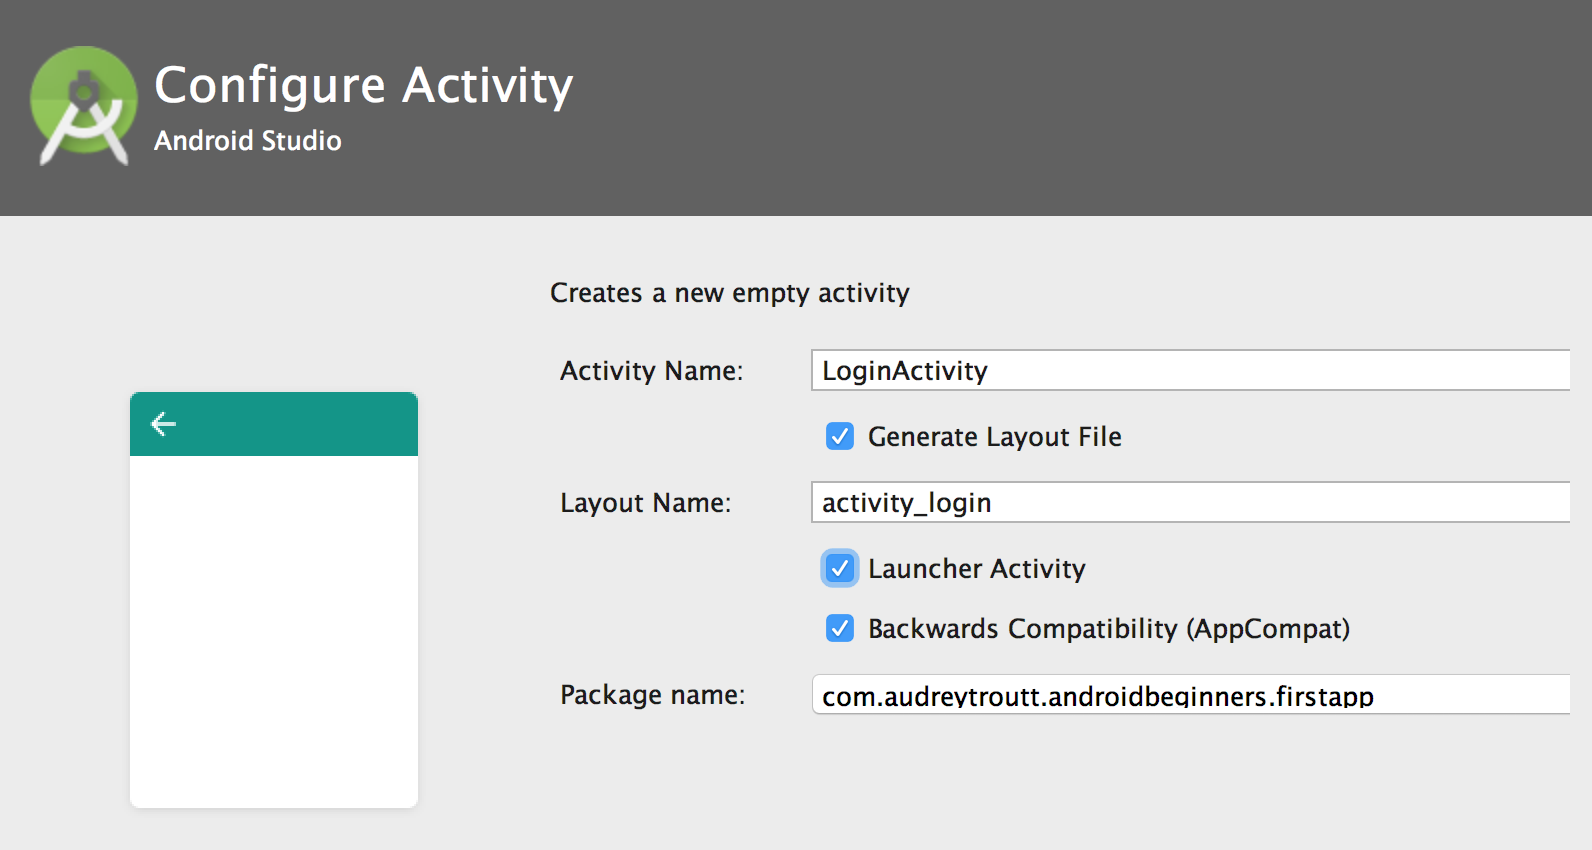 Configure Activity
Android Studio
Creates a new empty activity
Activity Name: LoginActivity
Generate Layout File
Layout Name: activity_login
Launcher Activity
Backwards Compatibility (AppCompat)
Package name: com.audreytroutt.androidbeginners.firstapp